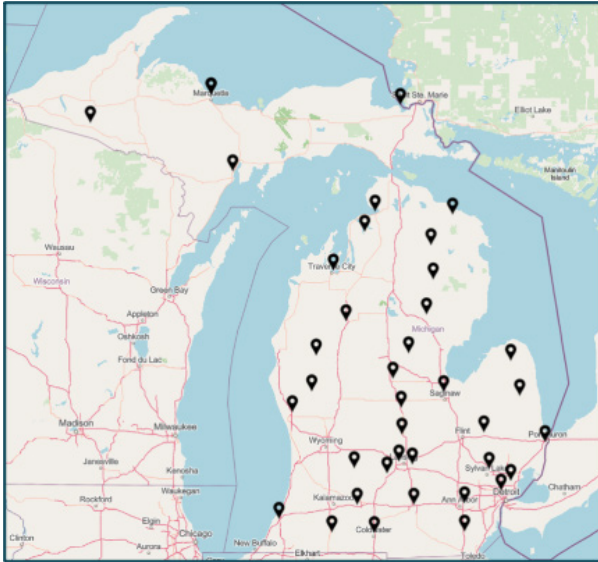 Marquette
Ste. Marie
Elliot Lake
Manitoulin
Island
Wausau
Wisconsin
Green Bay
Traverse City
Appleton
Oshkosh
Michigan
Fond du Lac
Saginaw
Madison
Milwaukee
Flint
Port Huron
Wyoming
Janesville
Kenosha
Sylvan Lake
Waukegan
Detroit
Chatham
Rockford
Kalamazoo
Ann Arbor
Elgin
Chicago
Coldwater
Clinton
Aurora
New Buffalo
Elkhart
Toledo